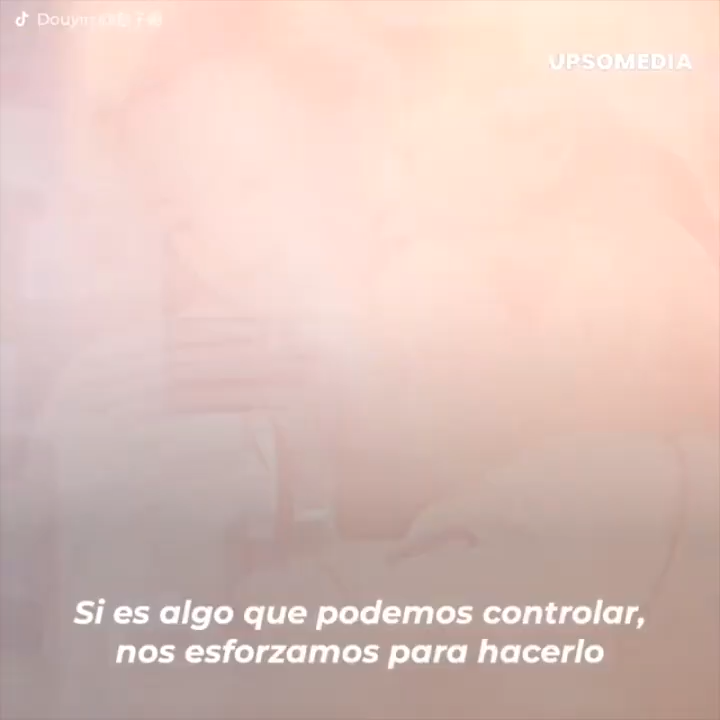 UPSOMEDIA
Si es algo que podemos controlar,
nos esforzamos para hacerlo